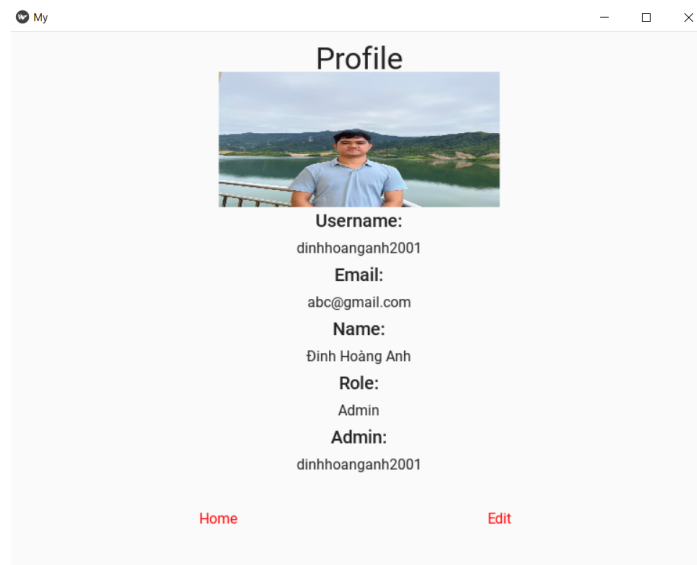 My
Profile
Username:
dinhhoanganh2001
Email:
abc@gmail.com
Name:
Đinh Hoàng Anh
Role:
Admin
Admin:
dinhhoanganh2001
Home
Edit